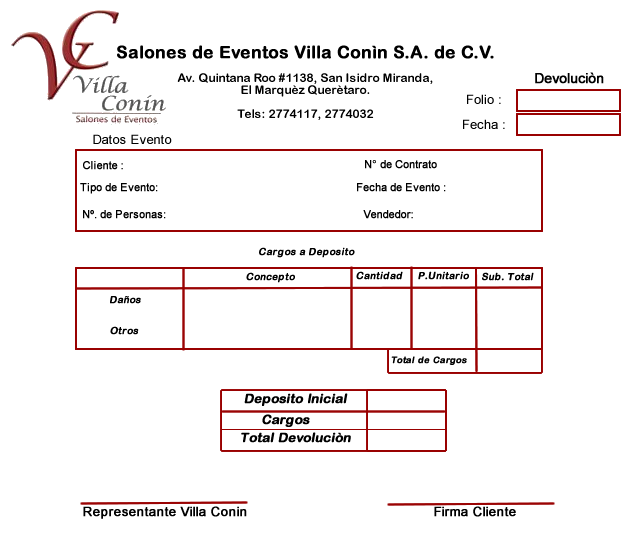 VC
Villa
Conín
Salones de Eventos
Salones de Eventos Villa Conìn S.A. de C.V.
Av. Quintana Roo #1138, San Isidro Miranda,
El Marquèz Querètaro.
Tels: 2774117, 2774032
Devoluciòn
Folio :
Fecha :
Datos Evento
Cliente : N° de Contrato
Tipo de Evento: Fecha de Evento :
Nº. de Personas: Vendedor:
Cargos a Deposito
Concepto Cantidad P.Unitario Sub. Total
Daños
Otros
Total de Cargos
Deposito Inicial
Cargos
Total Devoluciòn
Representante Villa Conin Firma Cliente